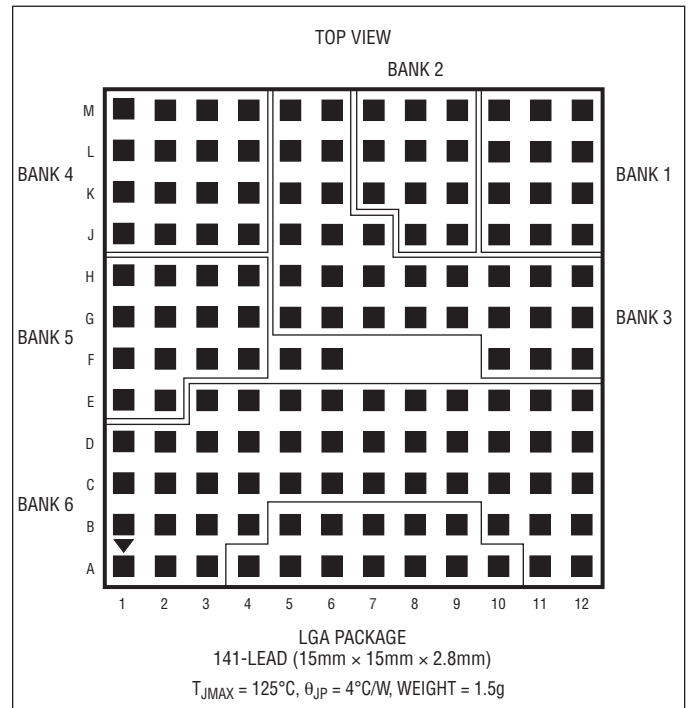 TOP VIEW
BANK 2
M
L
BANK 4
BANK 1
K
J
H
G
BANK 3
BANK 5
F
E
D
C
BANK 6
B
A
1 2 3 4 5 6 7 8 9 10 11 12
LGA PACKAGE
141-LEAD (15mm × 15mm × 2.8mm)
TJMAX = 125°C, θJP = 4°C/W, WEIGHT = 1.5g